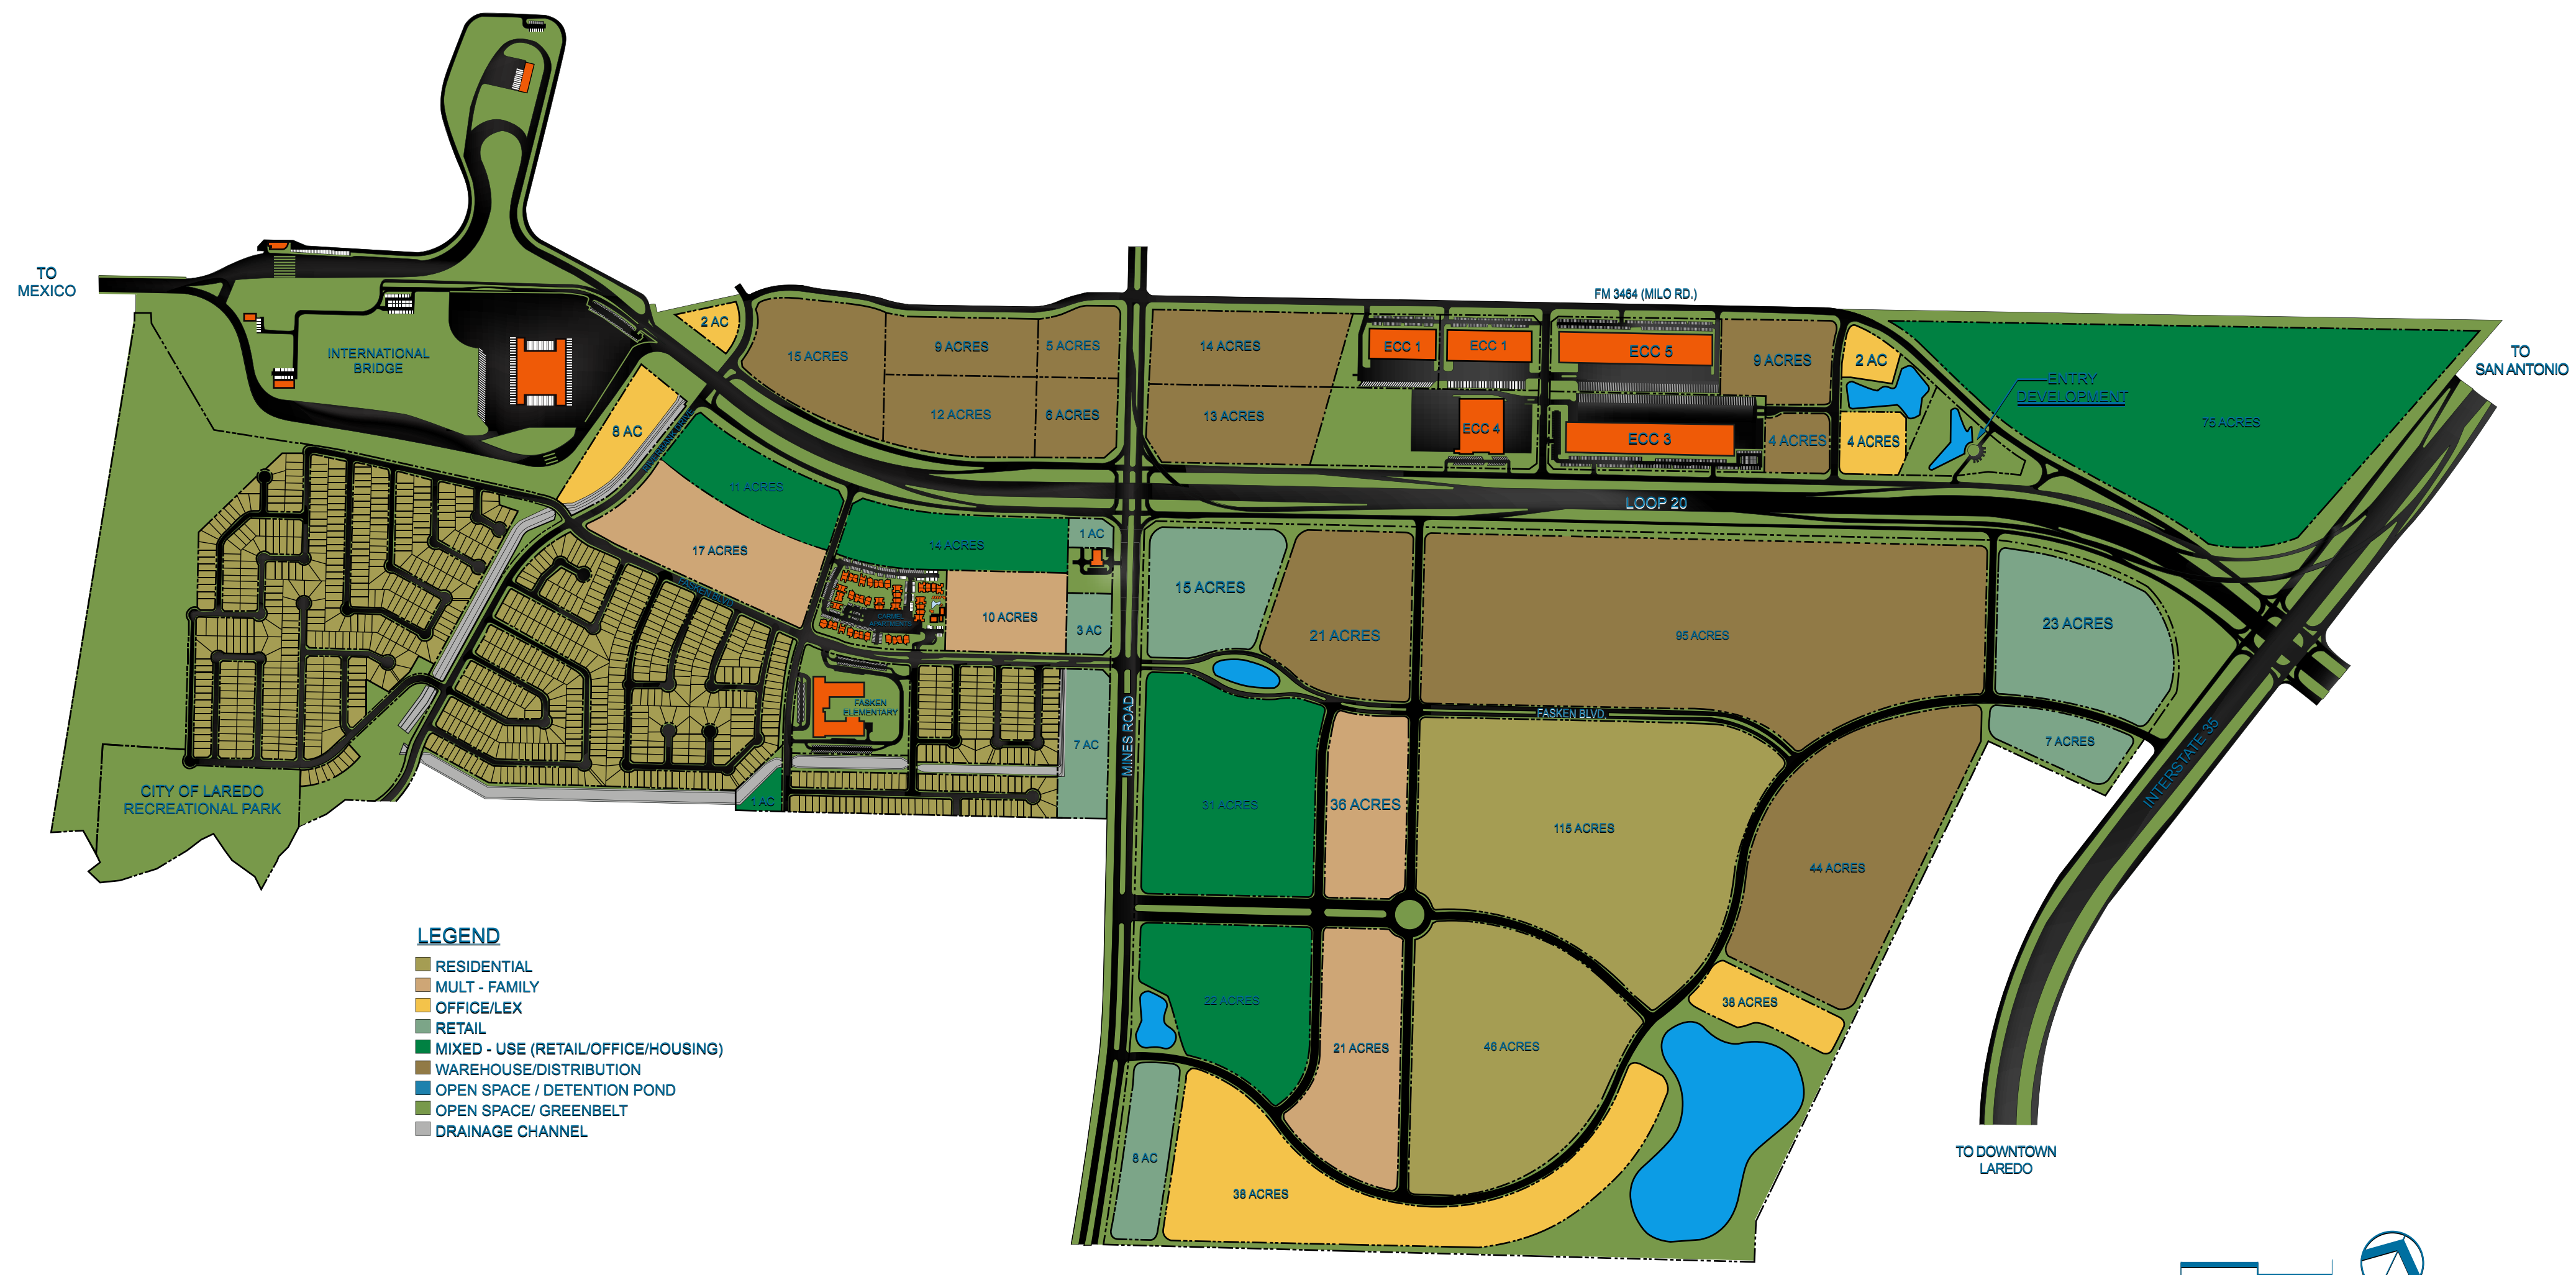 TO
MEXICO
INTERNATIONAL
BRIDGE
2 AC
15 ACRES
9 ACRES
5 ACRES
12 ACRES
6 ACRES
14 ACRES
13 ACRES
FM 3464 (MILO RD.)
ECC 1
ECC 1
ECC 5
ECC 4
ECC 3
9 ACRES
4 ACRES
2 AC
4 ACRES
ENTRY
DEVELOPMENT
75 ACRES
TO
SAN ANTONIO
8 AC
11 ACRES
17 ACRES
14 ACRES
1 AC
LOOP 20
FASKEN BLVD
CARMEL
APARTMENTS
10 ACRES
3 AC
15 ACRES
21 ACRES
95 ACRES
23 ACRES
FASKEN
ELEMENTARY
7 AC
MINES ROAD
FASKEN BLVD
7 ACRES
INTERSTATE 35
CITY OF LAREDO
RECREATIONAL PARK
1 AC
31 ACRES
36 ACRES
115 ACRES
44 ACRES
22 ACRES
21 ACRES
46 ACRES
38 ACRES
8 AC
38 ACRES
TO DOWNTOWN
LAREDO
LEGEND
RESIDENTIAL
MULT - FAMILY
OFFICE/LEX
RETAIL
MIXED - USE (RETAIL/OFFICE/HOUSING)
WAREHOUSE/DISTRIBUTION
OPEN SPACE / DETENTION POND
OPEN SPACE/ GREENBELT
DRAINAGE CHANNEL